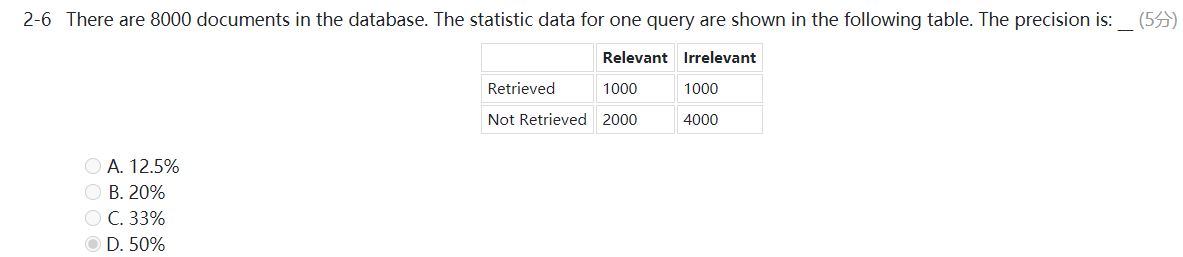 2-6 There are 8000 documents in the database. The statistic data for one query are shown in the following table. The precision is: __ (5分)
Relevant Irrelevant
Retrieved 1000 1000
Not Retrieved 2000 4000
A. 12.5%
B. 20%
C. 33%
D. 50%